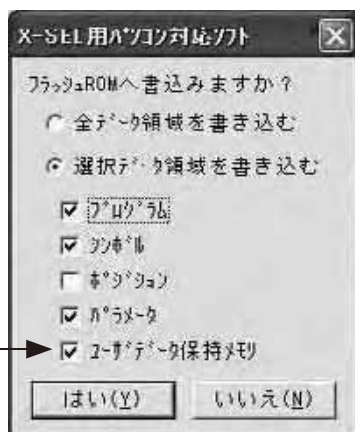 X-SEL用ﾊﾟｿｺﾝ対応ｿﾌﾄ
ﾌﾗｯｼｭROMへ書込みますか？
全ﾃﾞｰﾀ領域を書き込む
選択ﾃﾞｰﾀ領域を書き込む
ﾌﾟﾛｸﾞﾗﾑ
ｼﾝﾎﾞﾙ
ﾎﾟｼﾞｼｮﾝ
ﾊﾟﾗﾒｰﾀ
ﾕｰｻﾞﾃﾞｰﾀ保持ﾒﾓﾘ
はい(Y) いいえ(N)